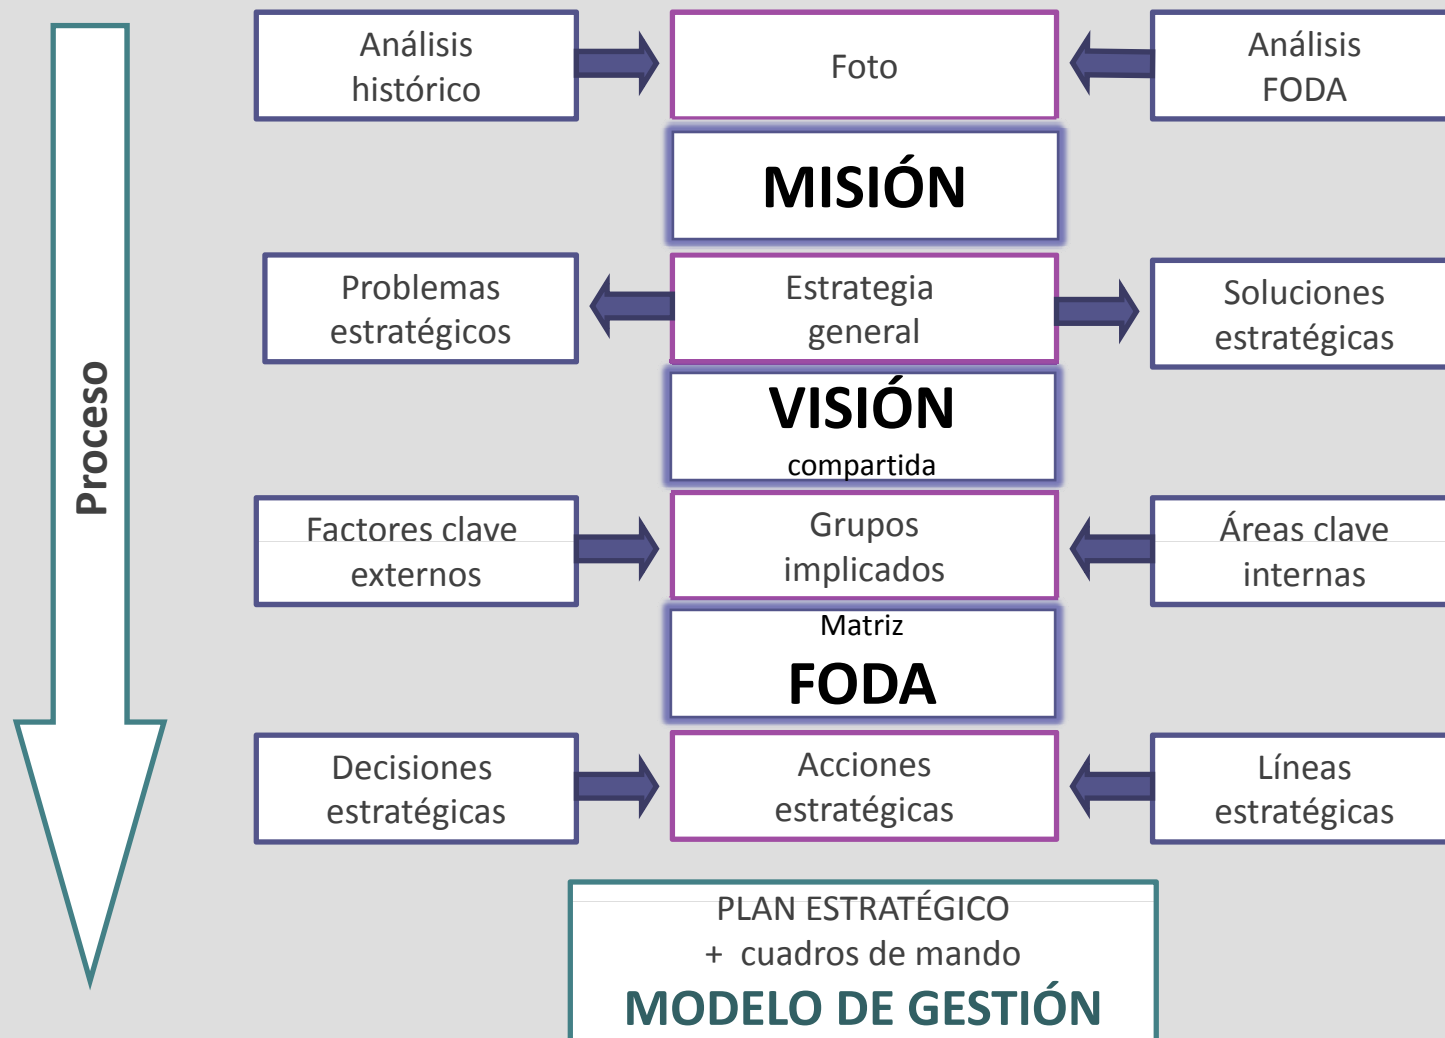 Proceso
Análisis
histórico
Foto
Análisis
FODA
MISIÓN
Problemas
estratégicos
Estrategia
general
Soluciones
estratégicas
VISIÓN
compartida
Factores clave
externos
Grupos
implicados
Áreas clave
internas
Matriz
FODA
Decisiones
estratégicas
Acciones
estratégicas
Líneas
estratégicas
PLAN ESTRATÉGICO
+ cuadros de mando
MODELO DE GESTIÓN